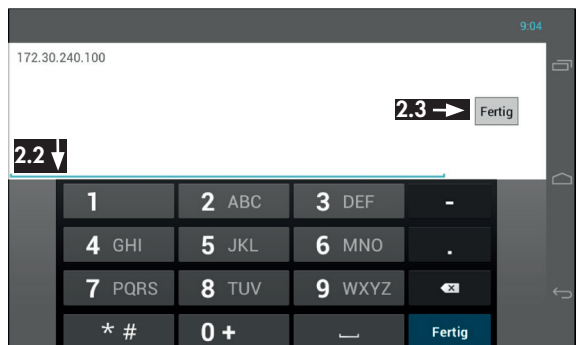 9:04
172.30.240.100
2.3 Fertig
2.2
1 2 ABC 3 DEF -
4 GHI 5 JKL 6 MNO .
7 PQRS 8 TUV 9 WXYZ
* # 0 + Fertig